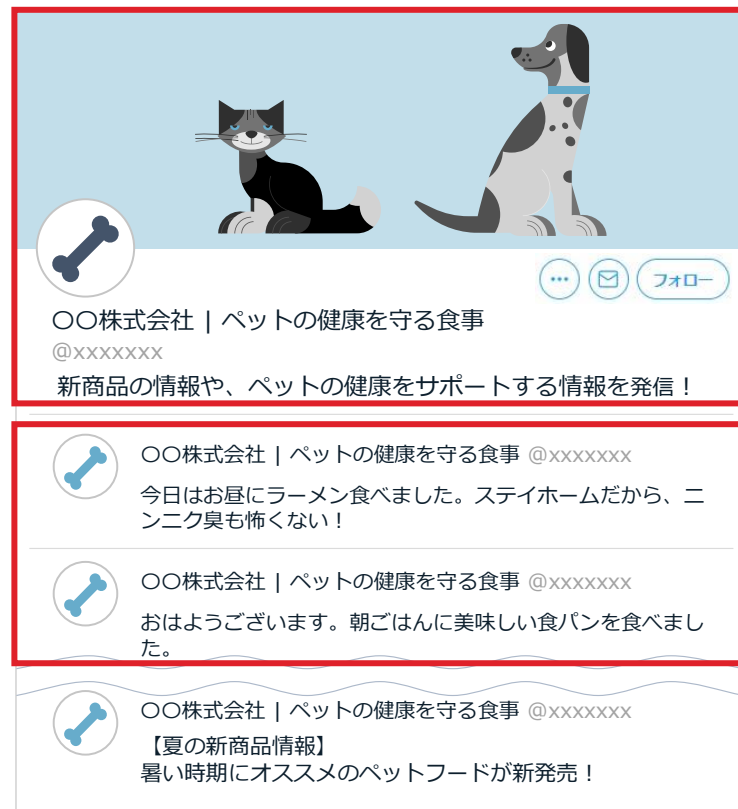 フォロー
〇〇株式会社 | ペットの健康を守る食事
@xxxxxxx
新商品の情報や、ペットの健康をサポートする情報を発信！
〇〇株式会社 | ペットの健康を守る食事 @xxxxxxx
今日はお昼にラーメン食べました。ステイホームだから、ニ
ンニク臭も怖くない！
〇〇株式会社 | ペットの健康を守る食事 @xxxxxxx
おはようございます。朝ごはんに美味しい食パンを食べまし
た。
〇〇株式会社 | ペットの健康を守る食事 @xxxxxxx
【夏の新商品情報】
暑い時期にオススメのペットフードが新発売！